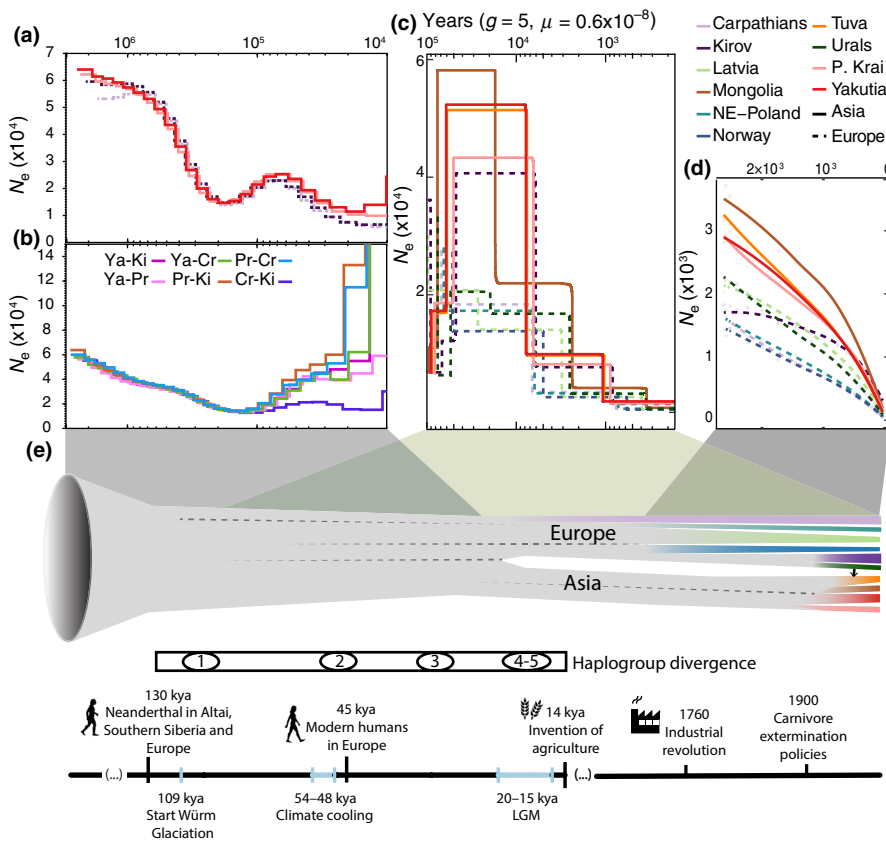 (a)
10⁶ 10⁵ 10⁴
7
6
5
4
3
2
1
0
Nₑ (x10⁴)
(b)
14
12
10
8
6
4
2
0
Nₑ (x10⁴)
Ya-Ki Ya-Cr Pr-Cr
Ya-Pr Pr-Ki Cr-Ki
(c) Years (g = 5, μ = 0.6x10⁻⁸)
10⁵ 10⁴ 10³
6
4
2
Nₑ (x10⁴)
Carpathians Tuva
Kirov Urals
Latvia P. Krai
Mongolia Yakutia
NE–Poland Asia
Norway Europe
(d) 2x10³ 10³ 0
3
2
1
0
Nₑ (x10³)
(e)
Europe
Asia
1 2 3 4-5 Haplogroup divergence
130 kya
Neanderthal in Altai,
Southern Siberia and
Europe
45 kya
Modern humans
in Europe
14 kya
Invention of
agriculture
1760
Industrial
revolution
1900
Carnivore
extermination
policies
(...) (...)
109 kya
Start Würm
Glaciation
54–48 kya
Climate cooling
20–15 kya
LGM